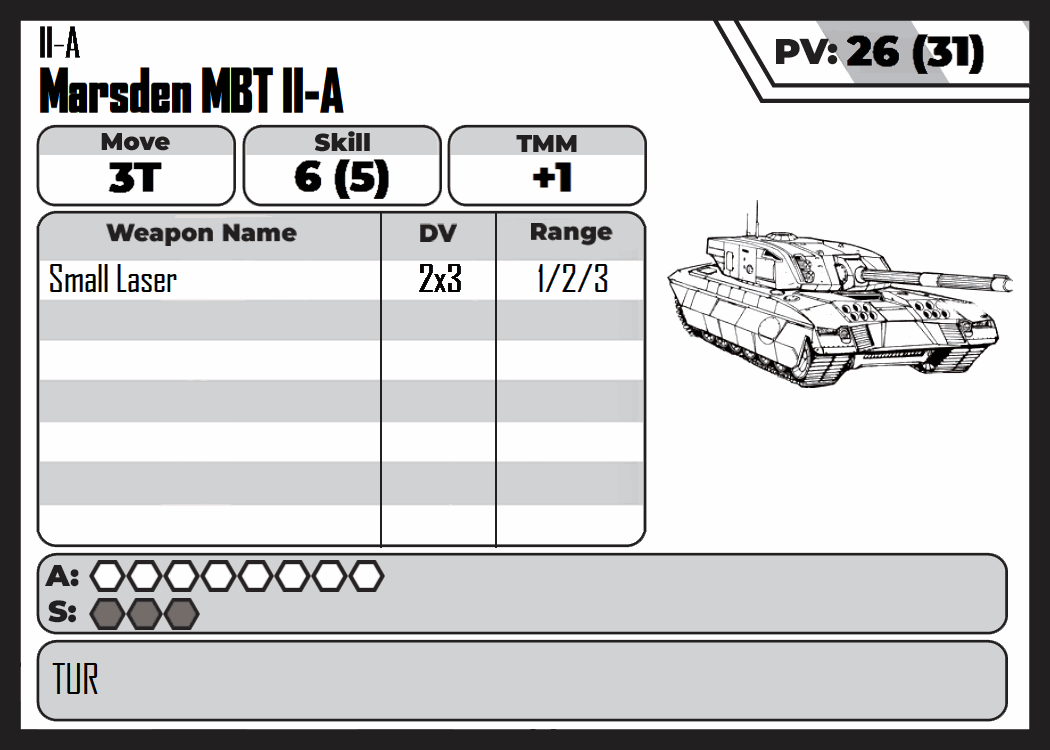 II-A
Marsden MBT II-A
PV: 26 (31)
Move Skill TMM
3T 6 (5) +1
Weapon Name DV Range
Small Laser 2x3 1/2/3
A:
S:
TUR